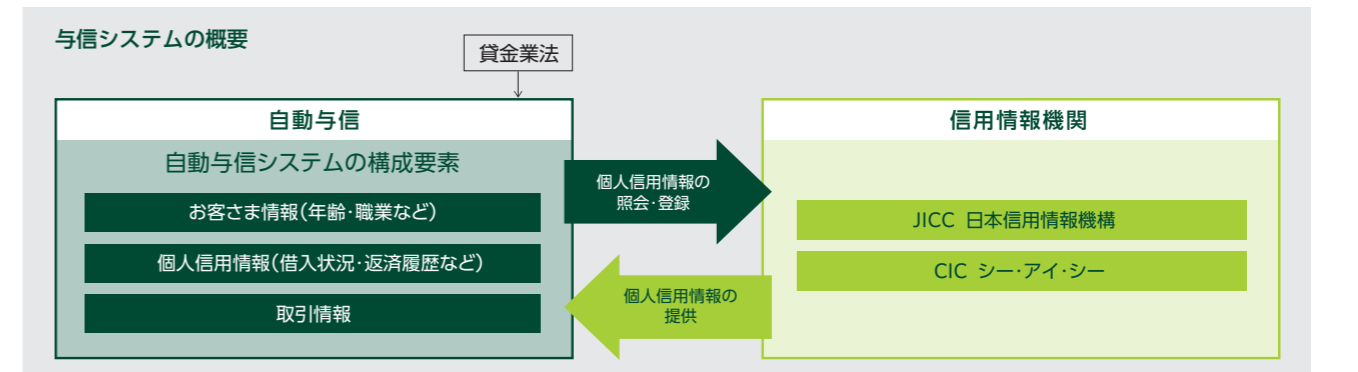 与信システムの概要
貸金業法
自動与信
自動与信システムの構成要素
お客さま情報(年齢・職業など)
個人信用情報(借入状況・返済履歴など)
取引情報
個人信用情報の
照会・登録
個人信用情報の
提供
信用情報機関
JICC 日本信用情報機構
CIC シー・アイ・シー